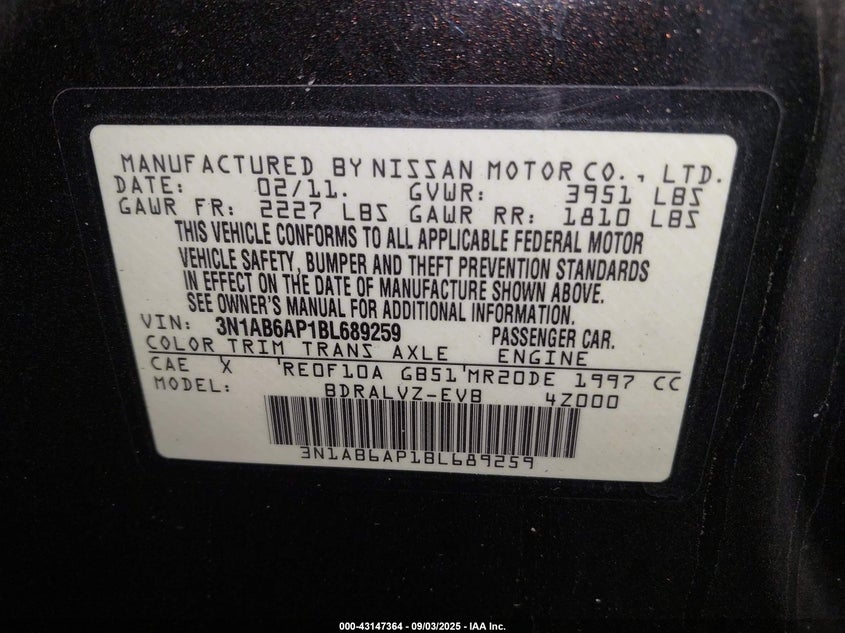 MANUFACTURED BY NISSAN MOTOR CO., LTD.
DATE: 02/11. GVWR: 3951 LBS
GAWR FR: 2227 LBS GAWR RR: 1810 LBS
THIS VEHICLE CONFORMS TO ALL APPLICABLE FEDERAL MOTOR
VEHICLE SAFETY, BUMPER AND THEFT PREVENTION STANDARDS
IN EFFECT ON THE DATE OF MANUFACTURE SHOWN ABOVE.
SEE OWNER'S MANUAL FOR ADDITIONAL INFORMATION.
VIN: 3N1AB6AP1BL689259 PASSENGER CAR.
COLOR TRIM TRANS AXLE ENGINE
CAE X 'RE0F10A GB51'MR20DE 1997 CC
MODEL: BDRALVZ-EVB 4Z000
3N1AB6AP1BL689259
000-43147364 - 09/03/2025 - IAA Inc.